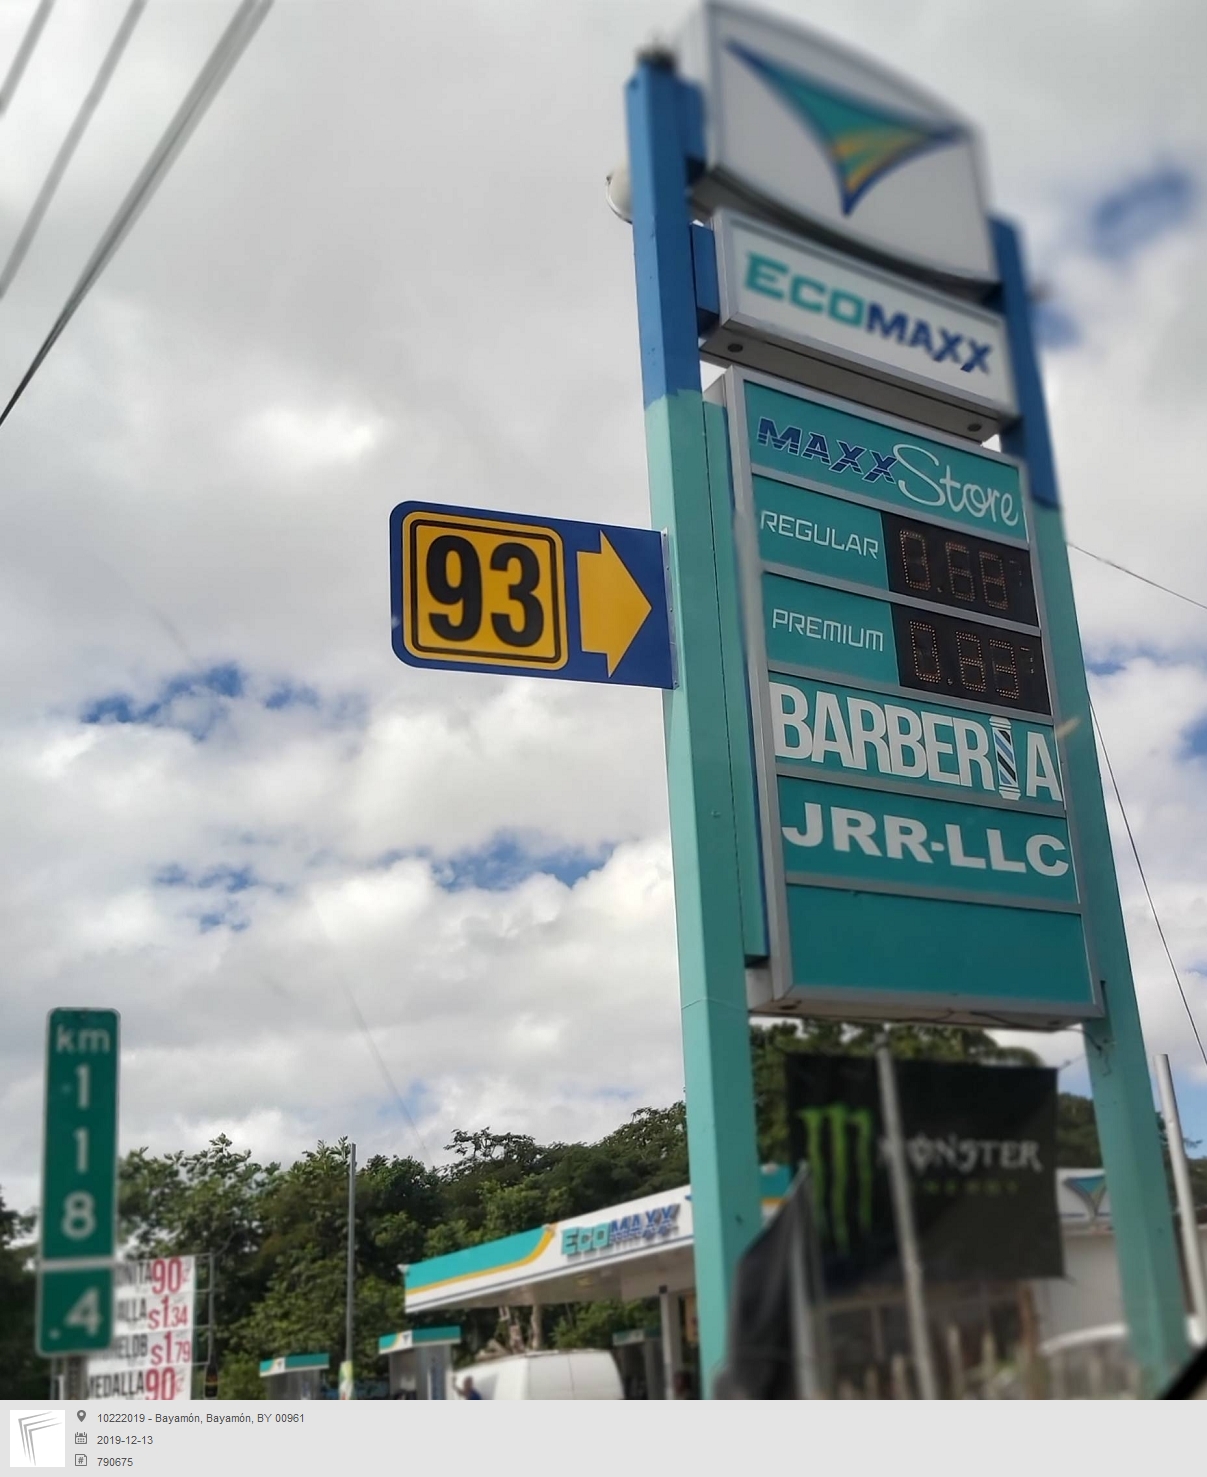 ECOMAXX
MAXX Store
REGULAR
PREMIUM
93
BARBERIA
JRR-LLC
km
1
1
8
.4
90¢
$1.34
$1.79
MEDALLA 90¢
ECOMAXX
MONSTER
ENERGY
10222019 - Bayamón, Bayamón, BY 00961
2019-12-13
790675